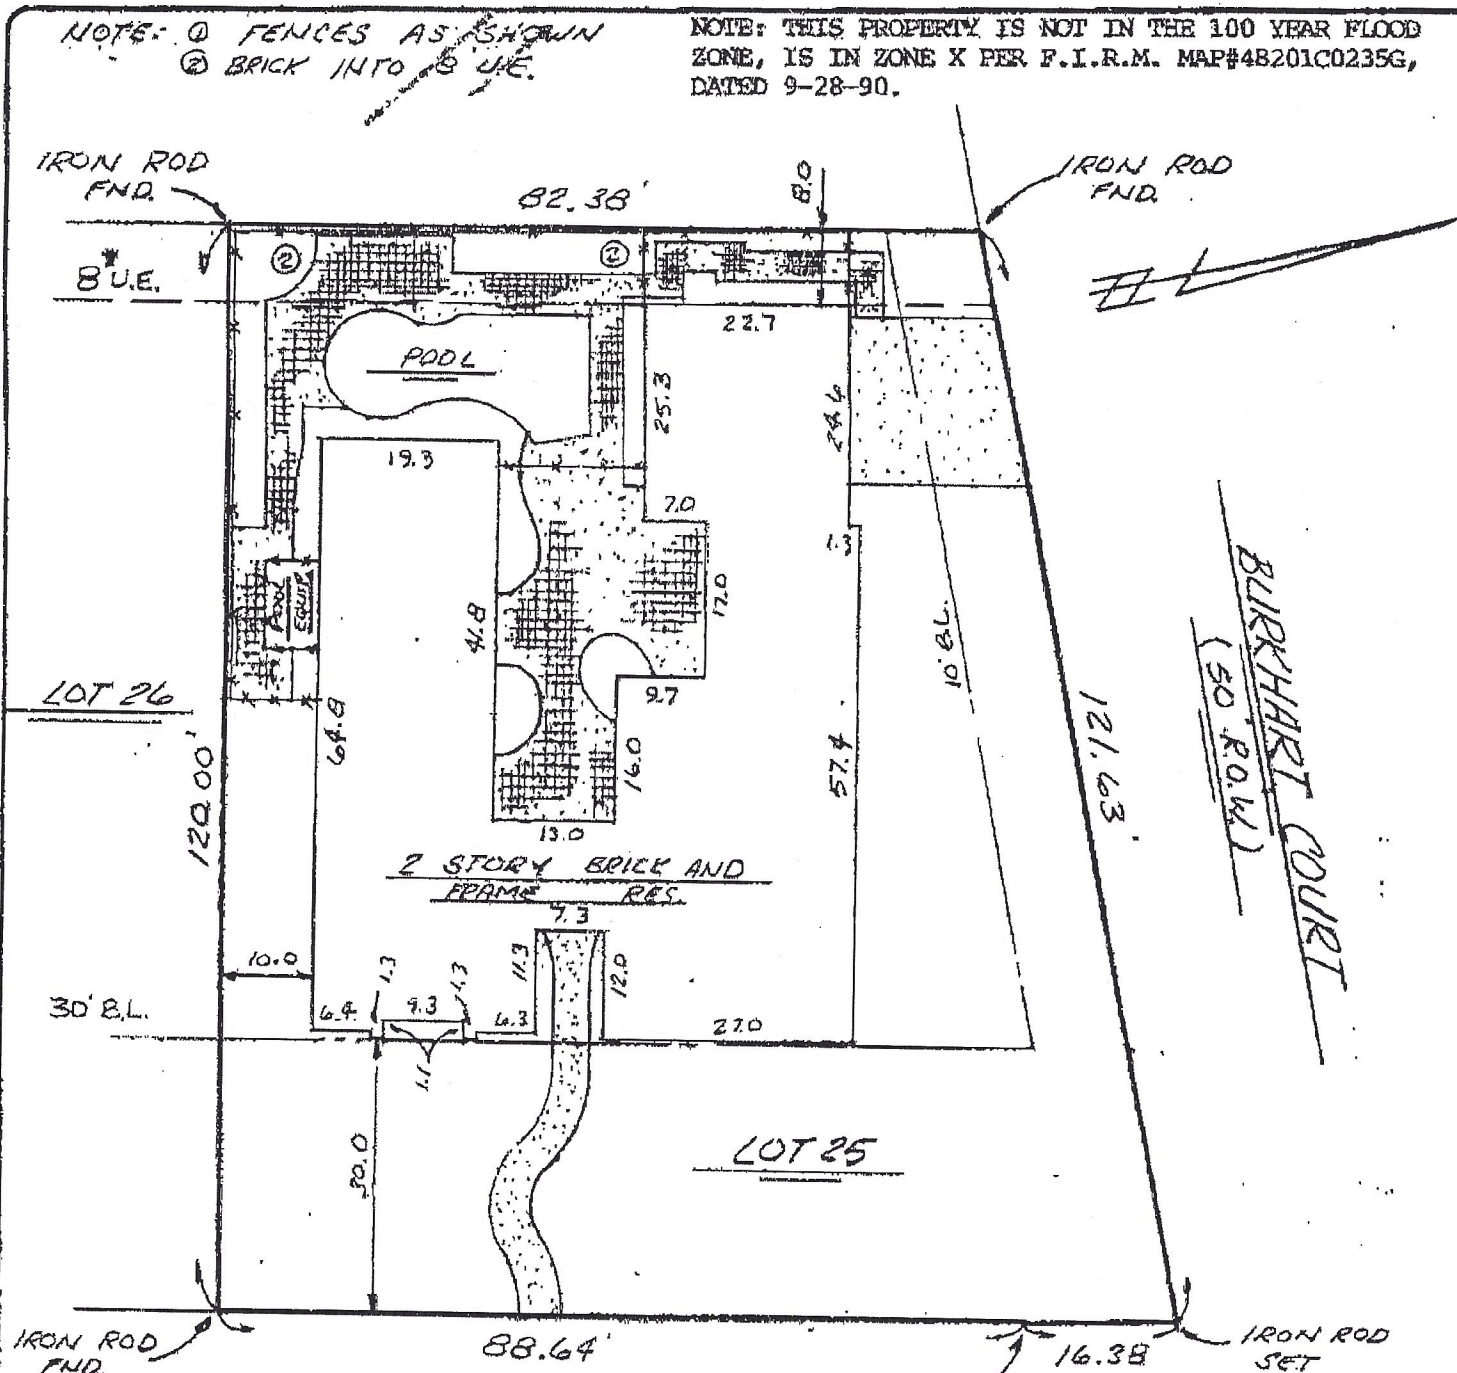 NOTE: ① FENCES AS SHOWN
② BRICK INTO 8' U.E.
NOTE: THIS PROPERTY IS NOT IN THE 100 YEAR FLOOD
ZONE, IS IN ZONE X PER F.I.R.M. MAP#48201C0235G,
DATED 9-28-90.
IRON ROD
FND.
82.38'
8.0
IRON ROD
FND.
②
②
8' U.E.
22.7
POOL
25.3
24.6
19.3
7.0
1.3
POOL
EQUIP
17.0
41.8
10' B.L.
BURKHART COURT
(50' R.O.W.)
LOT 26
9.7
64.8
16.0
57.4
121.63'
120.00'
13.0
2 STORY BRICK AND
FRAME RES.
7.3
10.0
1.3
1.3
11.3
12.0
30' B.L.
6.4
9.3
6.3
27.0
1.1
30.0
LOT 25
IRON ROD
FND.
88.64'
16.38
IRON ROD
SET